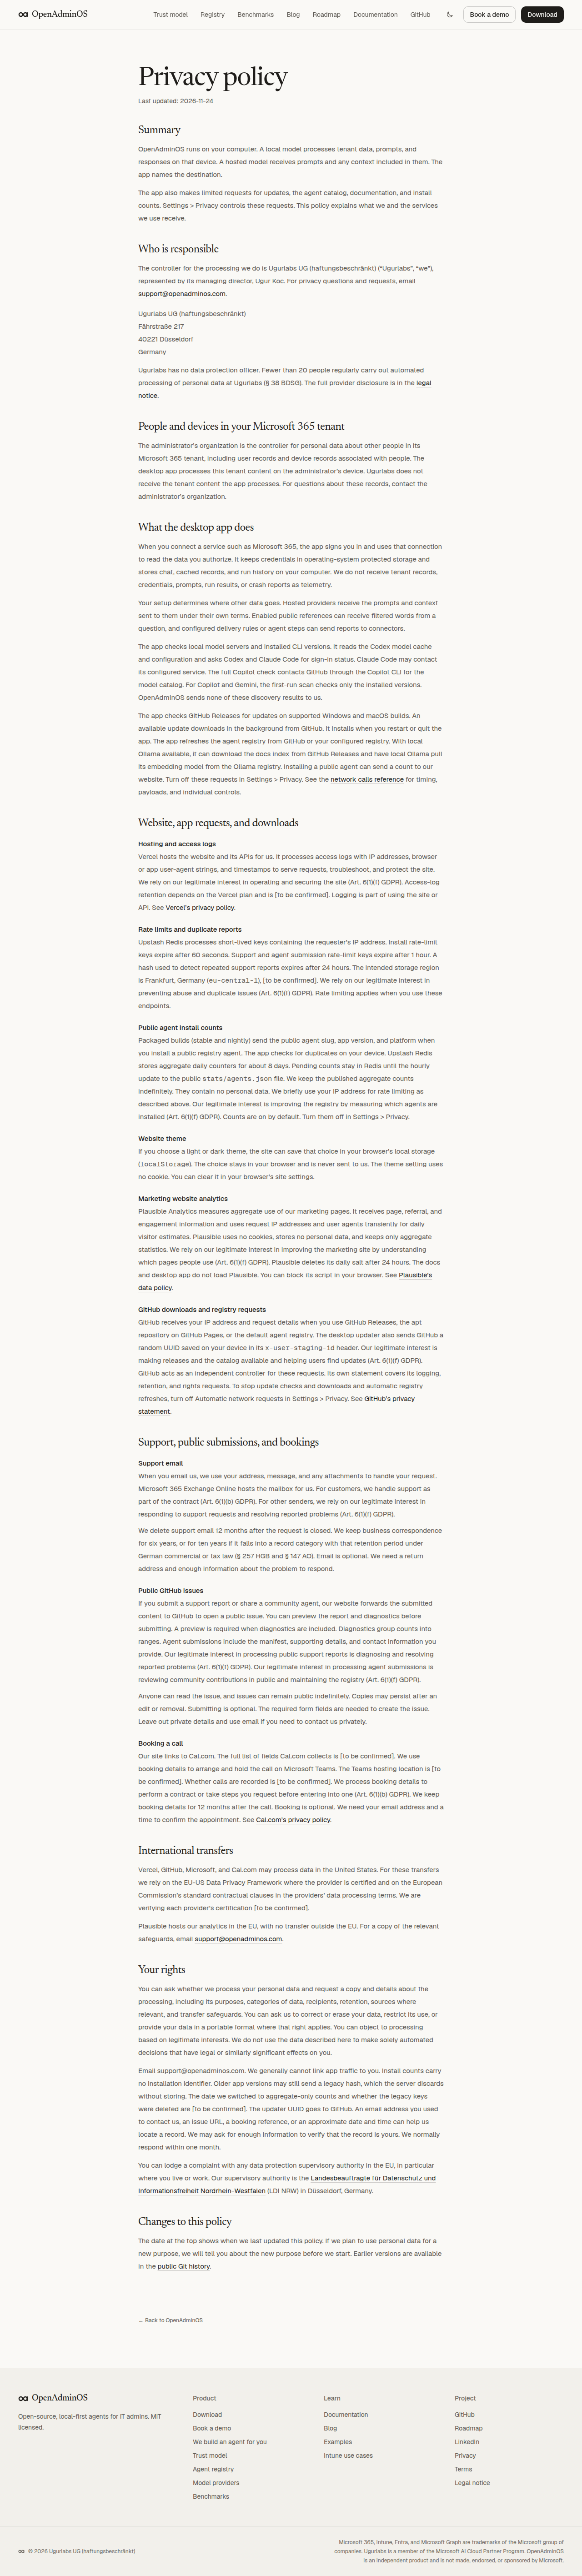 OpenAdminOS
Trust model Registry Benchmarks Blog Roadmap Documentation GitHub Book a demo Download
Privacy policy
Last updated: 2026-11-24
Summary
OpenAdminOS runs on your computer. A local model processes tenant data, prompts, and
responses on that device. A hosted model receives prompts and any context included in them. The
app names the destination.
The app also makes limited requests for updates, the agent catalog, documentation, and install
counts. Settings > Privacy controls these requests. This policy explains what we and the services
we use receive.
Who is responsible
The controller for the processing we do is Ugurlabs UG (haftungsbeschränkt) ("Ugurlabs", "we"),
represented by its managing director, Ugur Koc. For privacy questions and requests, email
support@openadminos.com.
Ugurlabs UG (haftungsbeschränkt)
Fährstraße 217
40221 Düsseldorf
Germany
Ugurlabs has no data protection officer. Fewer than 20 people regularly carry out automated
processing of personal data at Ugurlabs (§ 38 BDSG). The full provider disclosure is in the legal
notice.
People and devices in your Microsoft 365 tenant
The administrator's organization is the controller for personal data about other people in its
Microsoft 365 tenant, including user records and device records associated with people. The
desktop app processes this tenant content on the administrator's device. Ugurlabs does not
receive the tenant content the app processes. For questions about these records, contact the
administrator's organization.
What the desktop app does
When you connect a service such as Microsoft 365, the app signs you in and uses that connection
to read the data you authorize. It keeps credentials in operating-system protected storage and
stores chat, cached records, and run history on your computer. We do not receive tenant records,
credentials, prompts, run results, or crash reports as telemetry.
Your setup determines where other data goes. Hosted providers receive the prompts and context
sent to them under their own terms. Enabled public references can receive filtered words from a
question, and configured delivery rules or agent steps can send reports to connectors.
The app checks local model servers and installed CLI versions. It reads the Codex model cache
and configuration and asks Codex and Claude Code for sign-in status. Claude Code may contact
its configured service. The full Copilot check contacts GitHub through the Copilot CLI for the
model catalog. For Copilot and Gemini, the first-run scan checks only the installed versions.
OpenAdminOS sends none of these discovery results to us.
The app checks GitHub Releases for updates on supported Windows and macOS builds. An
available update downloads in the background from GitHub. It installs when you restart or quit the
app. The app refreshes the agent registry from GitHub or your configured registry. With local
Ollama available, it can download the docs index from GitHub Releases and have local Ollama pull
its embedding model from the Ollama registry. Installing a public agent can send a count to our
website. Turn off these requests in Settings > Privacy. See the network calls reference for timing,
payloads, and individual controls.
Website, app requests, and downloads
Hosting and access logs
Vercel hosts the website and its APIs for us. It processes access logs with IP addresses, browser
or app user-agent strings, and timestamps to serve requests, troubleshoot, and protect the site.
We rely on our legitimate interest in operating and securing the site (Art. 6(1)(f) GDPR). Access-log
retention depends on the Vercel plan and is [to be confirmed]. Logging is part of using the site or
API. See Vercel's privacy policy.
Rate limits and duplicate reports
Upstash Redis processes short-lived keys containing the requester's IP address. Install rate-limit
keys expire after 60 seconds. Support and agent submission rate-limit keys expire after 1 hour. A
hash used to detect repeated support reports expires after 24 hours. The intended storage region
is Frankfurt, Germany (eu-central-1), [to be confirmed]. We rely on our legitimate interest in
preventing abuse and duplicate issues (Art. 6(1)(f) GDPR). Rate limiting applies when you use these
endpoints.
Public agent install counts
Packaged builds (stable and nightly) send the public agent slug, app version, and platform when
you install a public registry agent. The app checks for duplicates on your device. Upstash Redis
stores aggregate daily counters for about 8 days. Pending counts stay in Redis until the hourly
update to the public stats/agents.json file. We keep the published aggregate counts
indefinitely. They contain no personal data. We briefly use your IP address for rate limiting as
described above. Our legitimate interest is improving the registry by measuring which agents are
installed (Art. 6(1)(f) GDPR). Counts are on by default. Turn them off in Settings > Privacy.
Website theme
If you choose a light or dark theme, the site can save that choice in your browser's local storage
(localStorage). The choice stays in your browser and is never sent to us. The theme setting uses
no cookie. You can clear it in your browser's site settings.
Marketing website analytics
Plausible Analytics measures aggregate use of our marketing pages. It receives page, referral, and
engagement information and uses request IP addresses and user agents transiently for daily
visitor estimates. Plausible uses no cookies, stores no personal data, and keeps only aggregate
statistics. We rely on our legitimate interest in improving the marketing site by understanding
which pages people use (Art. 6(1)(f) GDPR). Plausible deletes its daily salt after 24 hours. The docs
and desktop app do not load Plausible. You can block its script in your browser. See Plausible's
data policy.
GitHub downloads and registry requests
GitHub receives your IP address and request details when you use GitHub Releases, the apt
repository on GitHub Pages, or the default agent registry. The desktop updater also sends GitHub a
random UUID saved on your device in its x-user-staging-id header. Our legitimate interest is
making releases and the catalog available and helping users find updates (Art. 6(1)(f) GDPR).
GitHub acts as an independent controller for these requests. Its own statement covers its logging,
retention, and rights requests. To stop update checks and downloads and automatic registry
refreshes, turn off Automatic network requests in Settings > Privacy. See GitHub's privacy
statement.
Support, public submissions, and bookings
Support email
When you email us, we use your address, message, and any attachments to handle your request.
Microsoft 365 Exchange Online hosts the mailbox for us. For customers, we handle support as
part of the contract (Art. 6(1)(b) GDPR). For other senders, we rely on our legitimate interest in
responding to support requests and resolving reported problems (Art. 6(1)(f) GDPR).
We delete support email 12 months after the request is closed. We keep business correspondence
for six years, or for ten years if it falls into a record category with that retention period under
German commercial or tax law (§ 257 HGB and § 147 AO). Email is optional. We need a return
address and enough information about the problem to respond.
Public GitHub issues
If you submit a support report or share a community agent, our website forwards the submitted
content to GitHub to open a public issue. You can preview the report and diagnostics before
submitting. A preview is required when diagnostics are included. Diagnostics group counts into
ranges. Agent submissions include the manifest, supporting details, and contact information you
provide. Our legitimate interest in processing public support reports is diagnosing and resolving
reported problems (Art. 6(1)(f) GDPR). Our legitimate interest in processing agent submissions is
reviewing community contributions in public and maintaining the registry (Art. 6(1)(f) GDPR).
Anyone can read the issue, and issues can remain public indefinitely. Copies may persist after an
edit or removal. Submitting is optional. The required form fields are needed to create the issue.
Leave out private details and use email if you need to contact us privately.
Booking a call
Our site links to Cal.com. The full list of fields Cal.com collects is [to be confirmed]. We use
booking details to arrange and hold the call on Microsoft Teams. The Teams hosting location is [to
be confirmed]. Whether calls are recorded is [to be confirmed]. We process booking details to
perform a contract or take steps you request before entering into one (Art. 6(1)(b) GDPR). We keep
booking details for 12 months after the call. Booking is optional. We need your email address and a
time to confirm the appointment. See Cal.com's privacy policy.
International transfers
Vercel, GitHub, Microsoft, and Cal.com may process data in the United States. For these transfers
we rely on the EU-US Data Privacy Framework where the provider is certified and on the European
Commission's standard contractual clauses in the providers' data processing terms. We are
verifying each provider's certification [to be confirmed].
Plausible hosts our analytics in the EU, with no transfer outside the EU. For a copy of the relevant
safeguards, email support@openadminos.com.
Your rights
You can ask whether we process your personal data and request a copy and details about the
processing, including its purposes, categories of data, recipients, retention, sources where
relevant, and transfer safeguards. You can ask us to correct or erase your data, restrict its use, or
provide your data in a portable format where that right applies. You can object to processing
based on legitimate interests. We do not use the data described here to make solely automated
decisions that have legal or similarly significant effects on you.
Email support@openadminos.com. We generally cannot link app traffic to you. Install counts carry
no installation identifier. Older app versions may still send a legacy hash, which the server discards
without storing. The date we switched to aggregate-only counts and whether the legacy keys
were deleted are [to be confirmed]. The updater UUID goes to GitHub. An email address you used
to contact us, an issue URL, a booking reference, or an approximate date and time can help us
locate a record. We may ask for enough information to verify that the record is yours. We normally
respond within one month.
You can lodge a complaint with any data protection supervisory authority in the EU, in particular
where you live or work. Our supervisory authority is the Landesbeauftragte für Datenschutz und
Informationsfreiheit Nordrhein-Westfalen (LDI NRW) in Düsseldorf, Germany.
Changes to this policy
The date at the top shows when we last updated this policy. If we plan to use personal data for a
new purpose, we will tell you about the new purpose before we start. Earlier versions are available
in the public Git history.
← Back to OpenAdminOS
OpenAdminOS
Open-source, local-first agents for IT admins. MIT
licensed.
Product
Download
Book a demo
We build an agent for you
Trust model
Agent registry
Model providers
Benchmarks
Learn
Documentation
Blog
Examples
Intune use cases
Project
GitHub
Roadmap
LinkedIn
Privacy
Terms
Legal notice
© 2026 Ugurlabs UG (haftungsbeschränkt)
Microsoft 365, Intune, Entra, and Microsoft Graph are trademarks of the Microsoft group of
companies. Ugurlabs is a member of the Microsoft AI Cloud Partner Program. OpenAdminOS
is an independent product and is not made, endorsed, or sponsored by Microsoft.